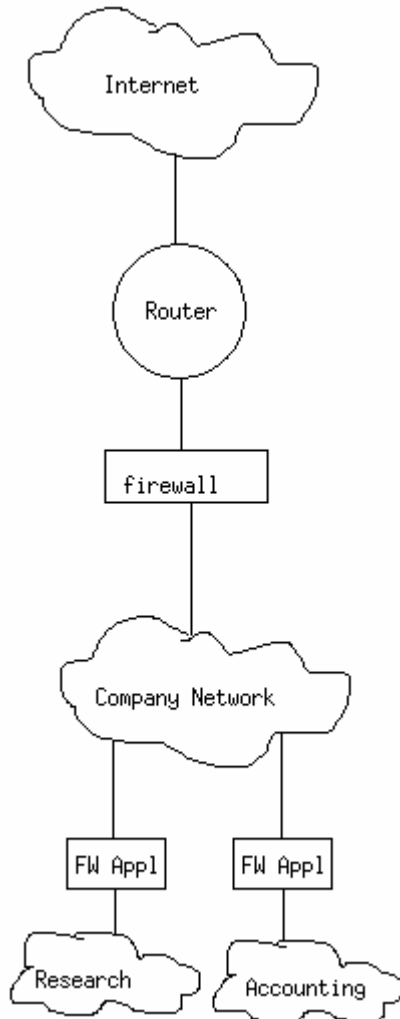 Internet
Router
firewall
Company Network
FW Appl
FW Appl
Research
Accounting